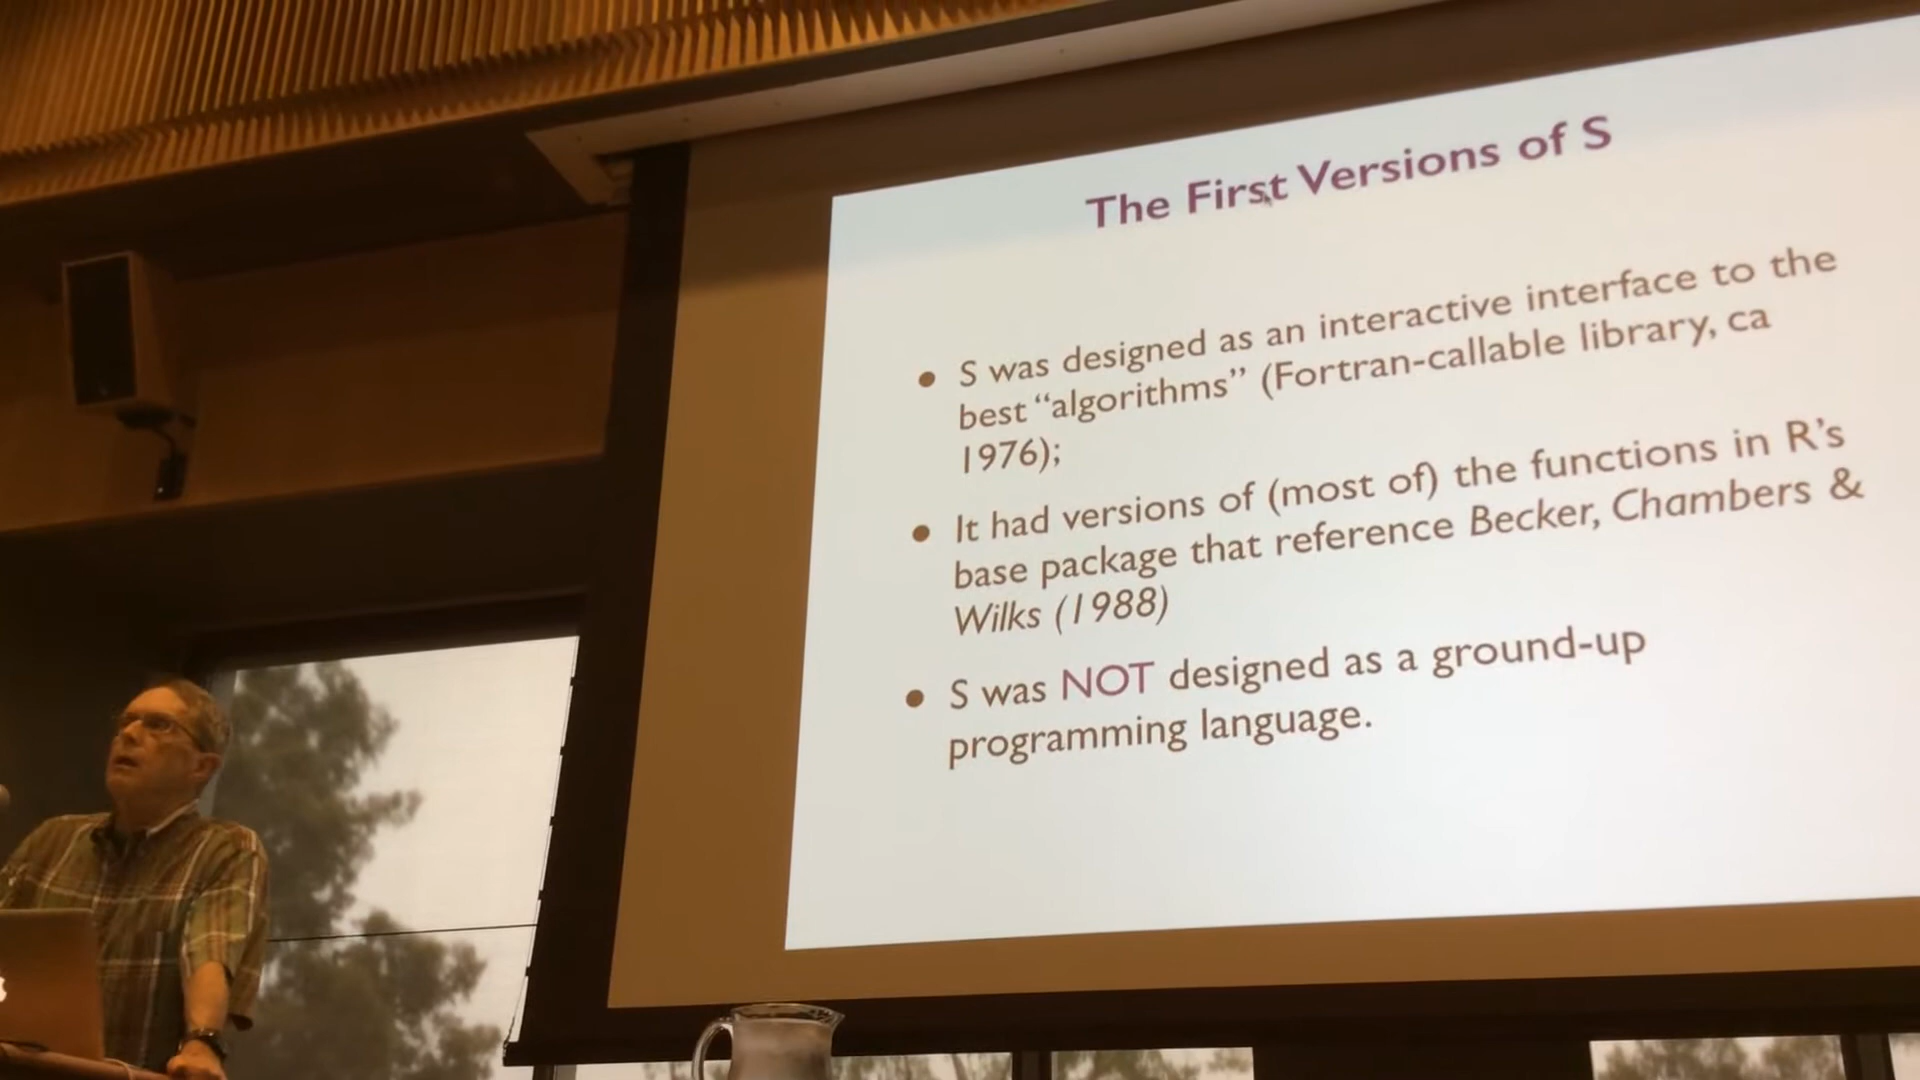 The First Versions of S
• S was designed as an interactive interface to the
best “algorithms” (Fortran-callable library, ca
1976);
• It had versions of (most of) the functions in R’s
base package that reference Becker, Chambers &
Wilks (1988)
• S was NOT designed as a ground-up
programming language.